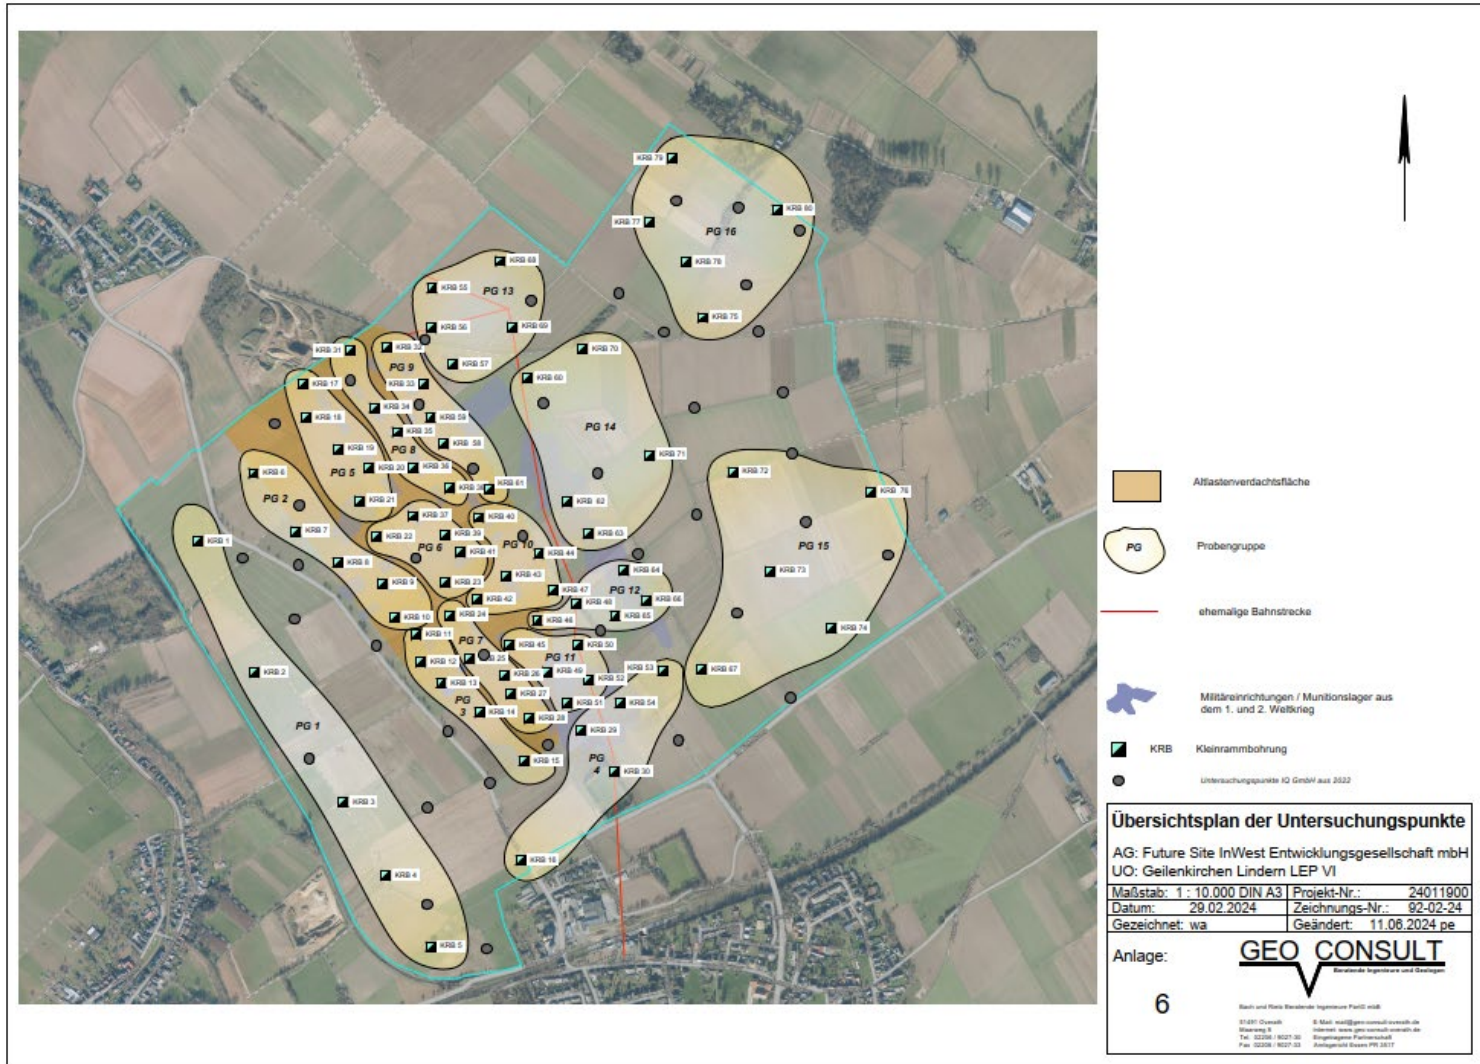 KRB 79
KRB 80
KRB 77
PG 16
KRB 78
KRB 75
KRB 68
KRB 55
PG 13
KRB 56
KRB 69
KRB 57
KRB 31
KRB 32
PG 9
KRB 33
KRB 17
KRB 34
KRB 18
KRB 59
KRB 35
KRB 58
KRB 19
PG 8
KRB 20
KRB 36
PG 5
KRB 38
KRB 61
KRB 21
KRB 70
KRB 60
PG 14
KRB 71
KRB 62
KRB 63
KRB 72
KRB 76
PG 15
KRB 73
KRB 74
KRB 67
KRB 6
PG 2
KRB 7
KRB 8
KRB 9
KRB 10
KRB 37
KRB 40
KRB 22
KRB 39
PG 6
KRB 41
PG 10
KRB 44
KRB 23
KRB 43
KRB 42
KRB 47
KRB 48
KRB 64
PG 12
KRB 66
KRB 65
KRB 24
KRB 46
KRB 11
PG 7
KRB 45
KRB 50
KRB 12
KRB 25
PG 11
KRB 26
KRB 49
KRB 52
KRB 53
KRB 13
KRB 27
KRB 51
KRB 54
PG
3
KRB 14
KRB 28
KRB 29
KRB 15
PG
4
KRB 30
KRB 16
KRB 1
KRB 2
PG 1
KRB 3
KRB 4
KRB 5
Altlastenverdachtsfläche
PG
Probengruppe
ehemalige Bahnstrecke
Militäreinrichtungen / Munitionslager aus
dem 1. und 2. Weltkrieg
KRB Kleinrammbohrung
Untersuchungspunkte IQ GmbH aus 2022
Übersichtsplan der Untersuchungspunkte
AG: Future Site InWest Entwicklungsgesellschaft mbH
UO: Geilenkirchen Lindern LEP VI
Maßstab: 1 : 10.000 DIN A3 Projekt-Nr.: 24011900
Datum: 29.02.2024 Zeichnungs-Nr.: 92-02-24
Gezeichnet: wa Geändert: 11.06.2024 pe
Anlage:
6
GEO CONSULT
Beratende Ingenieure und Geologen